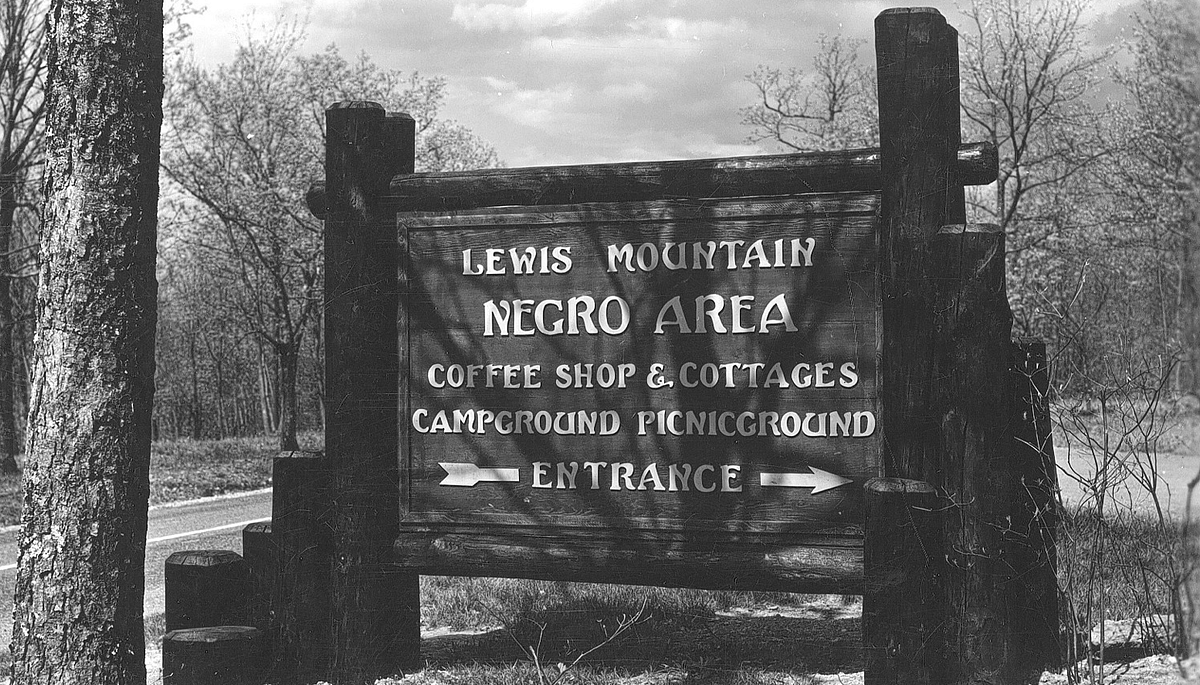 LEWIS MOUNTAIN
NEGRO AREA
COFFEE SHOP & COTTAGES
CAMPGROUND PICNICGROUND
ENTRANCE